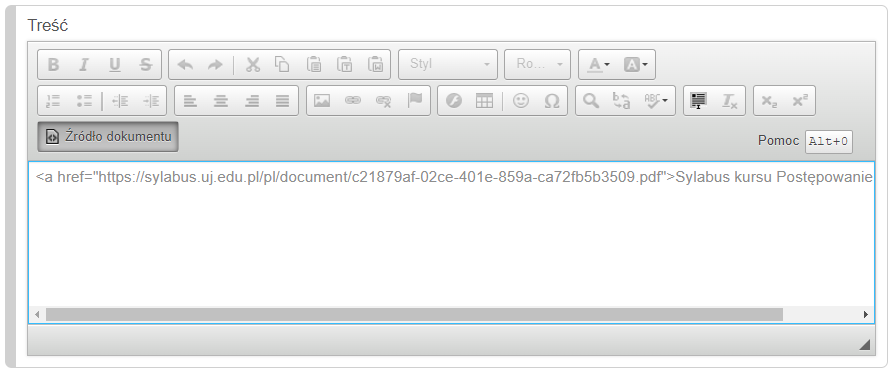 Treść
B I U S Styl Ro... A A
Źródło dokumentu
Pomoc Alt+0
<a href="https://sylabus.uj.edu.pl/pl/document/c21879af-02ce-401e-859a-ca72fb5b3509.pdf">Sylabus kursu Postępowanie